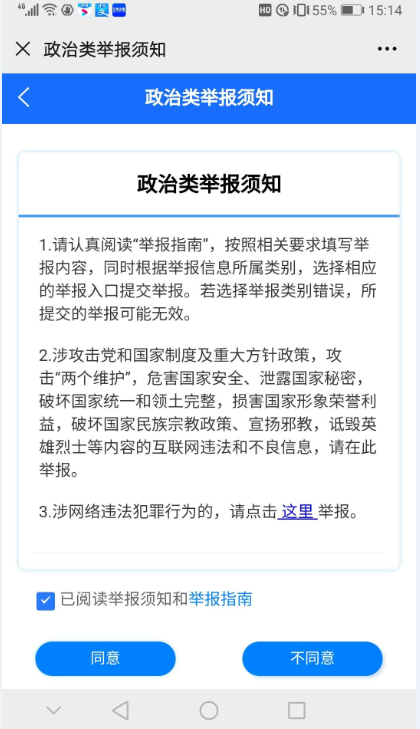 46 HD 55% 15:14
政治类举报须知
政治类举报须知
政治类举报须知
1.请认真阅读“举报指南”，按照相关要求填写举
报内容，同时根据举报信息所属类别，选择相应
的举报入口提交举报。若选择举报类别错误，所
提交的举报可能无效。
2.涉攻击党和国家制度及重大方针政策，攻
击“两个维护”，危害国家安全、泄露国家秘密，
破坏国家统一和领土完整，损害国家形象荣誉利
益，破坏国家民族宗教政策、宣扬邪教，诋毁英
雄烈士等内容的互联网违法和不良信息，请在此
举报。
3.涉网络违法犯罪行为的，请点击 这里 举报。
已阅读举报须知和举报指南
同意 不同意